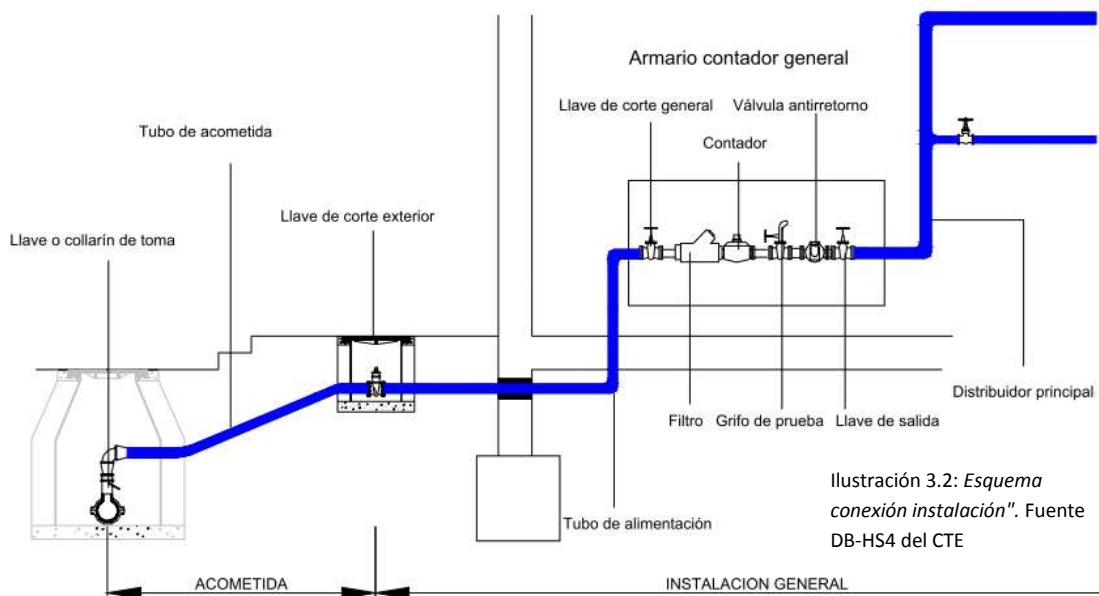 Armario contador general
Llave de corte general
Válvula antirretorno
Tubo de acometida
Contador
Llave de corte exterior
Llave o collarín de toma
Distribuidor principal
Filtro
Grifo de prueba
Llave de salida
Tubo de alimentación
Ilustración 3.2: Esquema
conexión instalación". Fuente
DB-HS4 del CTE
ACOMETIDA
INSTALACION GENERAL